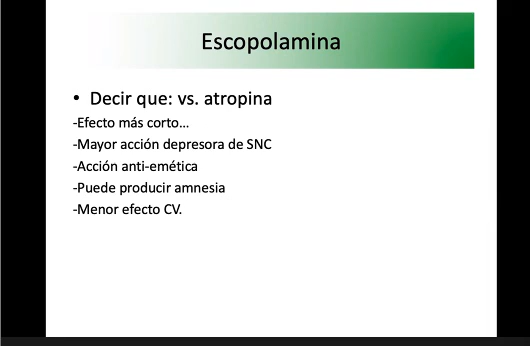 Escopolamina
• Decir que: vs. atropina
-Efecto más corto...
-Mayor acción depresora de SNC
-Acción anti-emética
-Puede producir amnesia
-Menor efecto CV.